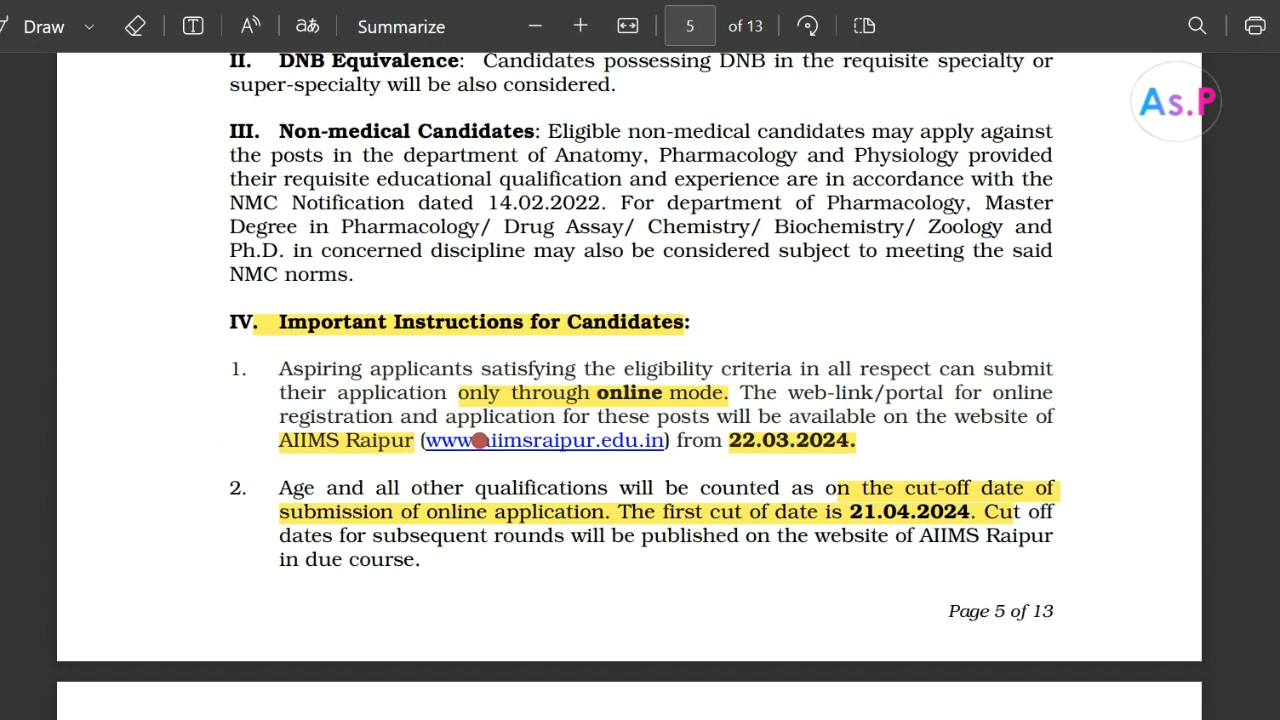 Draw
Summarize
5
of 13
II. DNB Equivalence: Candidates possessing DNB in the requisite specialty or
super-specialty will be also considered.
As.P
III. Non-medical Candidates: Eligible non-medical candidates may apply against
the posts in the department of Anatomy, Pharmacology and Physiology provided
their requisite educational qualification and experience are in accordance with the
NMC Notification dated 14.02.2022. For department of Pharmacology, Master
Degree in Pharmacology/ Drug Assay/ Chemistry/ Biochemistry/ Zoology and
Ph.D. in concerned discipline may also be considered subject to meeting the said
NMC norms.
IV. Important Instructions for Candidates:
1. Aspiring applicants satisfying the eligibility criteria in all respect can submit
their application only through online mode. The web-link/portal for online
registration and application for these posts will be available on the website of
AIIMS Raipur (www.aiimsraipur.edu.in) from 22.03.2024.
2. Age and all other qualifications will be counted as on the cut-off date of
submission of online application. The first cut of date is 21.04.2024. Cut off
dates for subsequent rounds will be published on the website of AIIMS Raipur
in due course.
Page 5 of 13